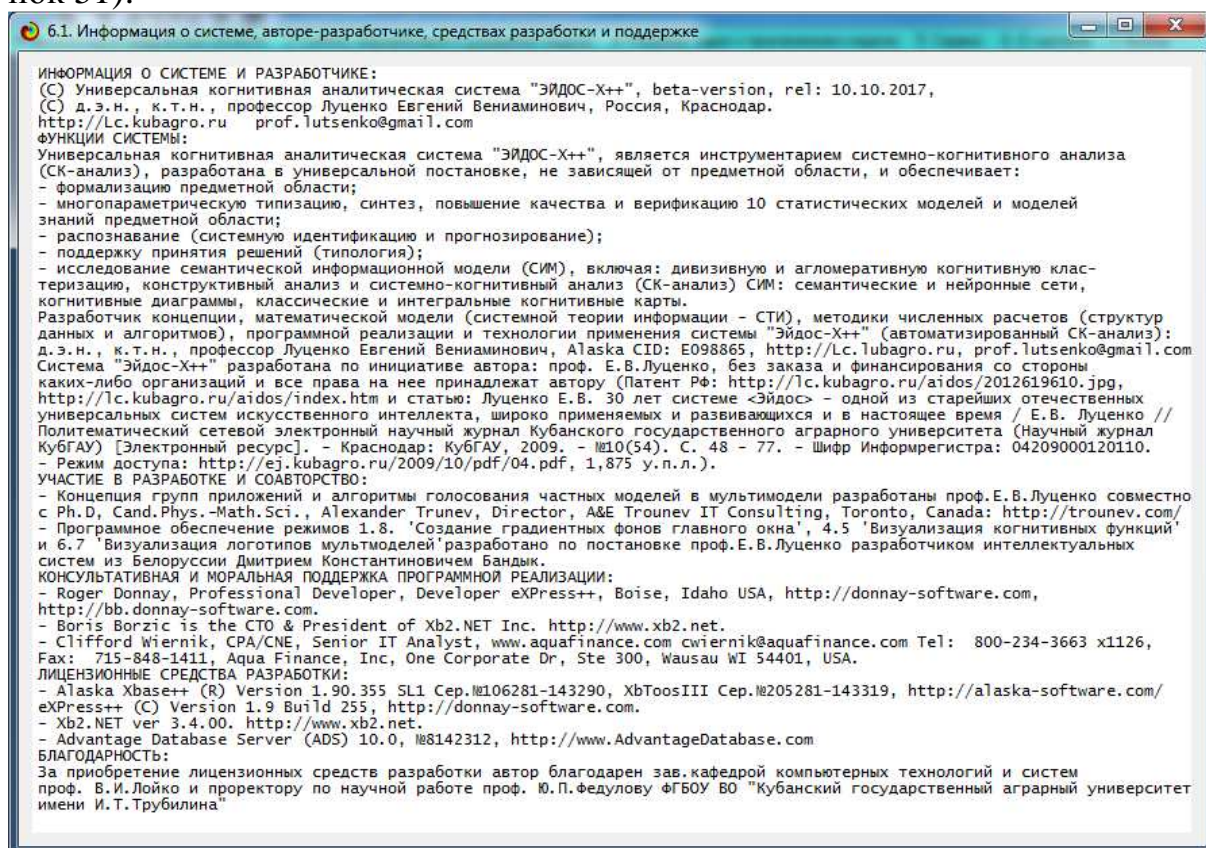 нок 51).
6.1. Информация о системе, авторе-разработчике, средствах разработки и поддержке
ИНФОРМАЦИЯ О СИСТЕМЕ И РАЗРАБОТЧИКЕ:
(C) Универсальная когнитивная аналитическая система "ЭЙДОС-X++", beta-version, rel: 10.10.2017,
(C) д.э.н., к.т.н., профессор Луценко Евгений Вениаминович, Россия, Краснодар.
http://Lc.kubagro.ru prof.lutsenko@gmail.com
ФУНКЦИИ СИСТЕМЫ:
Универсальная когнитивная аналитическая система "ЭЙДОС-X++", является инструментарием системно-когнитивного анализа
(СК-анализ), разработана в универсальной постановке, не зависящей от предметной области, и обеспечивает:
- формализацию предметной области;
- многопараметрическую типизацию, синтез, повышение качества и верификацию 10 статистических моделей и моделей
знаний предметной области;
- распознавание (системную идентификацию и прогнозирование);
- поддержку принятия решений (типология);
- исследование семантической информационной модели (СИМ), включая: дивизивную и агломеративную когнитивную клас-
теризацию, конструктивный анализ и системно-когнитивный анализ (СК-анализ) СИМ: семантические и нейронные сети,
когнитивные диаграммы, классические и интегральные когнитивные карты.
Разработчик концепции, математической модели (системной теории информации - СТИ), методики численных расчетов (структур
данных и алгоритмов), программной реализации и технологии применения системы "Эйдос-X++" (автоматизированный СК-анализ):
д.э.н., к.т.н., профессор Луценко Евгений Вениаминович, Alaska CID: E098865, http://Lc.lubagro.ru, prof.lutsenko@gmail.com
Система "Эйдос-X++" разработана по инициативе автора: проф. Е.В.Луценко, без заказа и финансирования со стороны
каких-либо организаций и все права на нее принадлежат автору (Патент РФ: http://lc.kubagro.ru/aidos/2012619610.jpg,
http://lc.kubagro.ru/aidos/index.htm и статью: Луценко Е.В. 30 лет системе <Эйдос> - одной из старейших отечественных
универсальных систем искусственного интеллекта, широко применяемых и развивающихся и в настоящее время / Е.В. Луценко //
Политематический сетевой электронный научный журнал Кубанского государственного аграрного университета (Научный журнал
КубГАУ) [Электронный ресурс]. - Краснодар: КубГАУ, 2009. - №10(54). С. 48 - 77. - Шифр Информрегистра: 04209000120110.
- Режим доступа: http://ej.kubagro.ru/2009/10/pdf/04.pdf, 1,875 у.п.л.).
УЧАСТИЕ В РАЗРАБОТКЕ И СОАВТОРСТВО:
- Концепция групп приложений и алгоритмы голосования частных моделей в мультимодели разработаны проф.Е.В.Луценко совместно
с Ph.D, Cand.Phys.-Math.Sci., Alexander Trunev, Director, A&E Trounev IT Consulting, Toronto, Canada: http://trounev.com/
- Программное обеспечение режимов 1.8. 'Создание градиентных фонов главного окна', 4.5 'Визуализация когнитивных функций'
и 6.7 'Визуализация логотипов мультмоделей'разработано по постановке проф.Е.В.Луценко разработчиком интеллектуальных
систем из Белоруссии Дмитрием Константиновичем Бандык.
КОНСУЛЬТАТИВНАЯ И МОРАЛЬНАЯ ПОДДЕРЖКА ПРОГРАММНОЙ РЕАЛИЗАЦИИ:
- Roger Donnay, Professional Developer, Developer eXPress++, Boise, Idaho USA, http://donnay-software.com,
http://bb.donnay-software.com.
- Boris Borzic is the CTO & President of Xb2.NET Inc. http://www.xb2.net.
- Clifford Wiernik, CPA/CNE, Senior IT Analyst, www.aquafinance.com cwiernik@aquafinance.com Tel: 800-234-3663 x1126,
Fax: 715-848-1411, Aqua Finance, Inc, One Corporate Dr, Ste 300, Wausau WI 54401, USA.
ЛИЦЕНЗИОННЫЕ СРЕДСТВА РАЗРАБОТКИ:
- Alaska Xbase++ (R) Version 1.90.355 SL1 Сер.№106281-143290, XbToosIII Сер.№205281-143319, http://alaska-software.com/
eXPress++ (C) Version 1.9 Build 255, http://donnay-software.com.
- Xb2.NET ver 3.4.00. http://www.xb2.net.
- Advantage Database Server (ADS) 10.0, №8142312, http://www.AdvantageDatabase.com
БЛАГОДАРНОСТЬ:
За приобретение лицензионных средств разработки автор благодарен зав.кафедрой компьютерных технологий и систем
проф. В.И.Лойко и проректору по научной работе проф. Ю.П.Федулову ФГБОУ ВО "Кубанский государственный аграрный университет
имени И.Т.Трубилина"